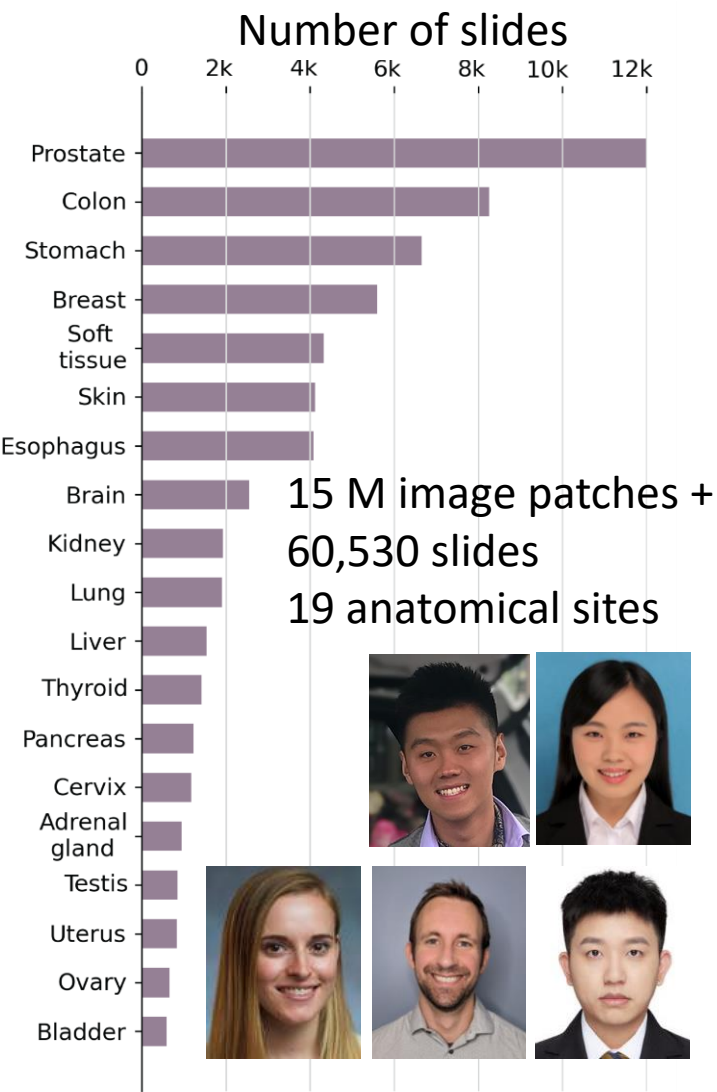 Number of slides
0 2k 4k 6k 8k 10k 12k
Prostate
Colon
Stomach
Breast
Soft
tissue
Skin
Esophagus
Brain
15 M image patches +
Kidney
60,530 slides
Lung
19 anatomical sites
Liver
Thyroid
Pancreas
Cervix
Adrenal
gland
Testis
Uterus
Ovary
Bladder